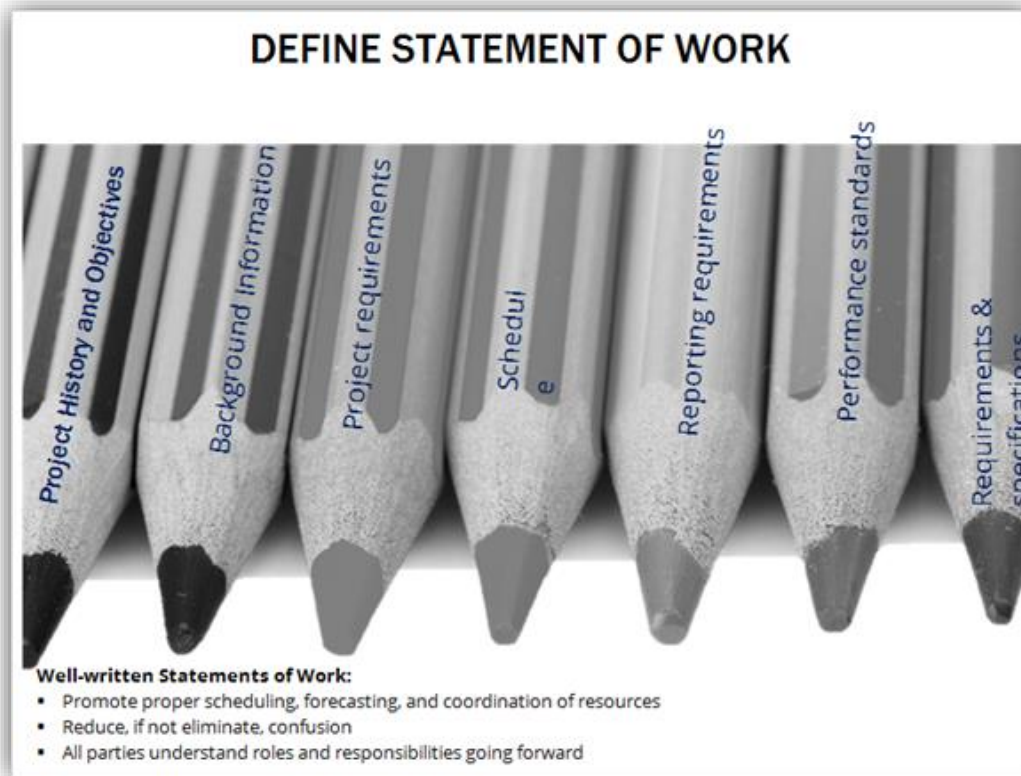 DEFINE STATEMENT OF WORK
Project History and Objectives
Background Information
Project requirements
Schedul
e
Reporting requirements
Performance standards
Requirements &
specifications
Well-written Statements of Work:
▪ Promote proper scheduling, forecasting, and coordination of resources
▪ Reduce, if not eliminate, confusion
▪ All parties understand roles and responsibilities going forward